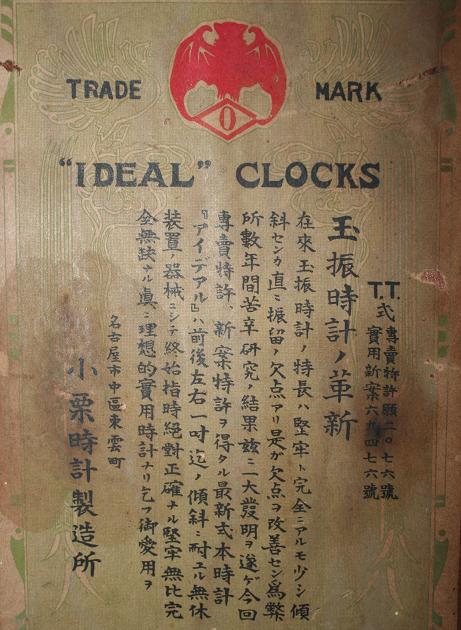 TRADE MARK
O
"IDEAL" CLOCKS
T.T.式 專賣特許願二〇七六號
實用新案六九四七六號
玉振時計ノ革新
在來玉振時計ノ特長ハ堅牢ト完全ニアルモ少シ傾
斜センカ直ニ振留ノ欠点アリ是が欠点ヲ改善セン爲弊
所數年間苦辛研究ノ結果玆ニ一大發明ヲ遂ゲ今回
專賣特許、新案特許ヲ得タル最新式本時計
『アイデアル』ハ前後左右一吋迄ノ傾斜ニ耐エル無休
装置ノ器械ニシテ終始指時絕對正確ナル堅牢無比完
全無缺ナル眞ニ理想的實用時計ナリ乞フ御愛用ヲ
名古屋市中區東雲町
小栗時計製造所